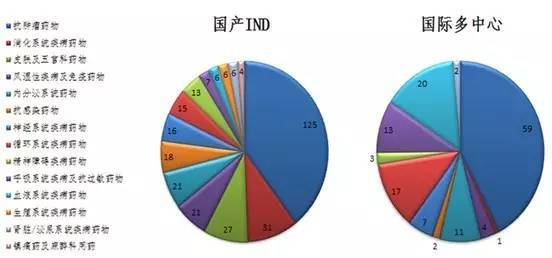 国产IND
国际多中心
抗肿瘤药物
消化系统疾病药物
皮肤及五官科药物
风湿性疾病及免疫药物
内分泌系统药物
抗感染药物
神经系统疾病药物
循环系统疾病药物
精神障碍疾病药物
呼吸系统疾病及抗过敏药物
血液系统疾病药物
生殖系统疾病药物
肾脏/泌尿系统疾病药物
镇痛药及麻醉科用药
125
31
27
21
21
18
16
15
13
7
6
6
6
4
59
1
4
11
2
7
17
3
13
20
2